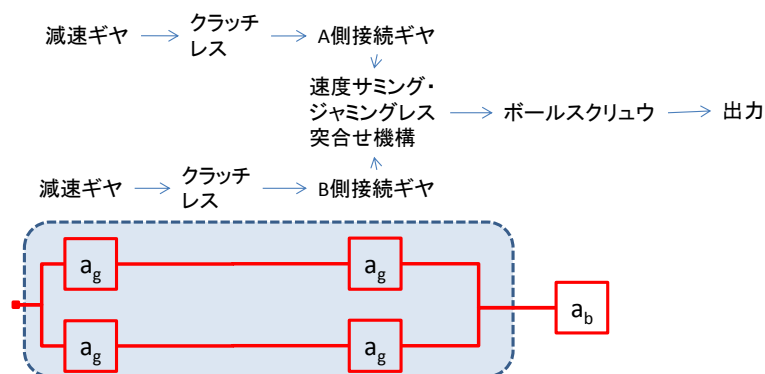 減速ギヤ
クラッチ
レス
A側接続ギヤ
速度サミング・
ジャミングレス
突合せ機構
ボールスクリュウ
出力
減速ギヤ
クラッチ
レス
B側接続ギヤ
ag
ag
ab
ag
ag